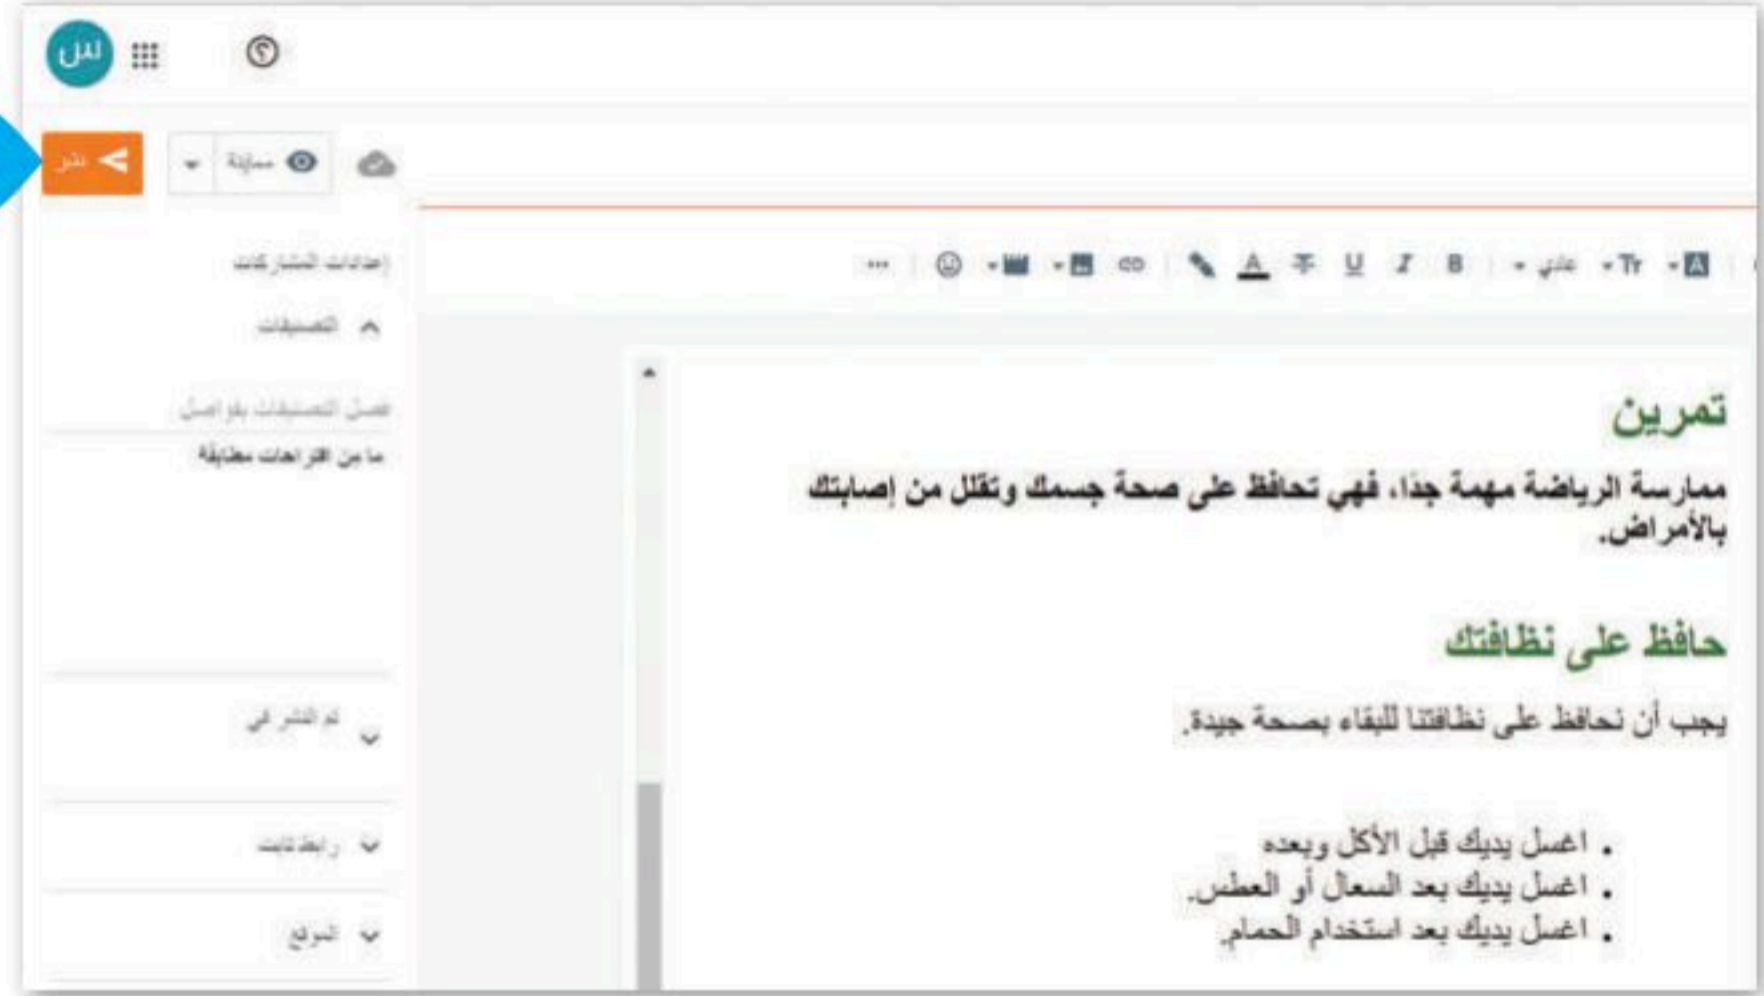 س
نشر
معاينة
إعدادات المشاركات
التصنيفات
فصل التصنيفات بفواصل
ما من اقتراحات مطابقة
تم النشر في
رابط ثابت
الموقع
عادي
تمرين
ممارسة الرياضة مهمة جدًا، فهي تحافظ على صحة جسمك وتقلل من إصابتك
بالأمراض.
حافظ على نظافتك
يجب أن نحافظ على نظافتنا للبقاء بصحة جيدة.
• اغسل يديك قبل الأكل وبعده
• اغسل يديك بعد السعال أو العطس.
• اغسل يديك بعد استخدام الحمام.